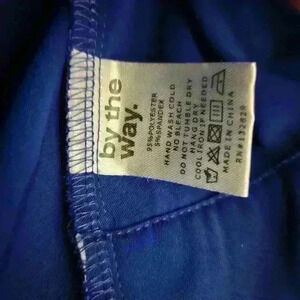 by the
way.
95%POLYESTER
5%SPANDEX
HAND WASH COLD
NO BLEACH
DO NOT TUMBLE DRY
HANG DRY
COOL IRON IF NEEDED
MADE IN CHINA